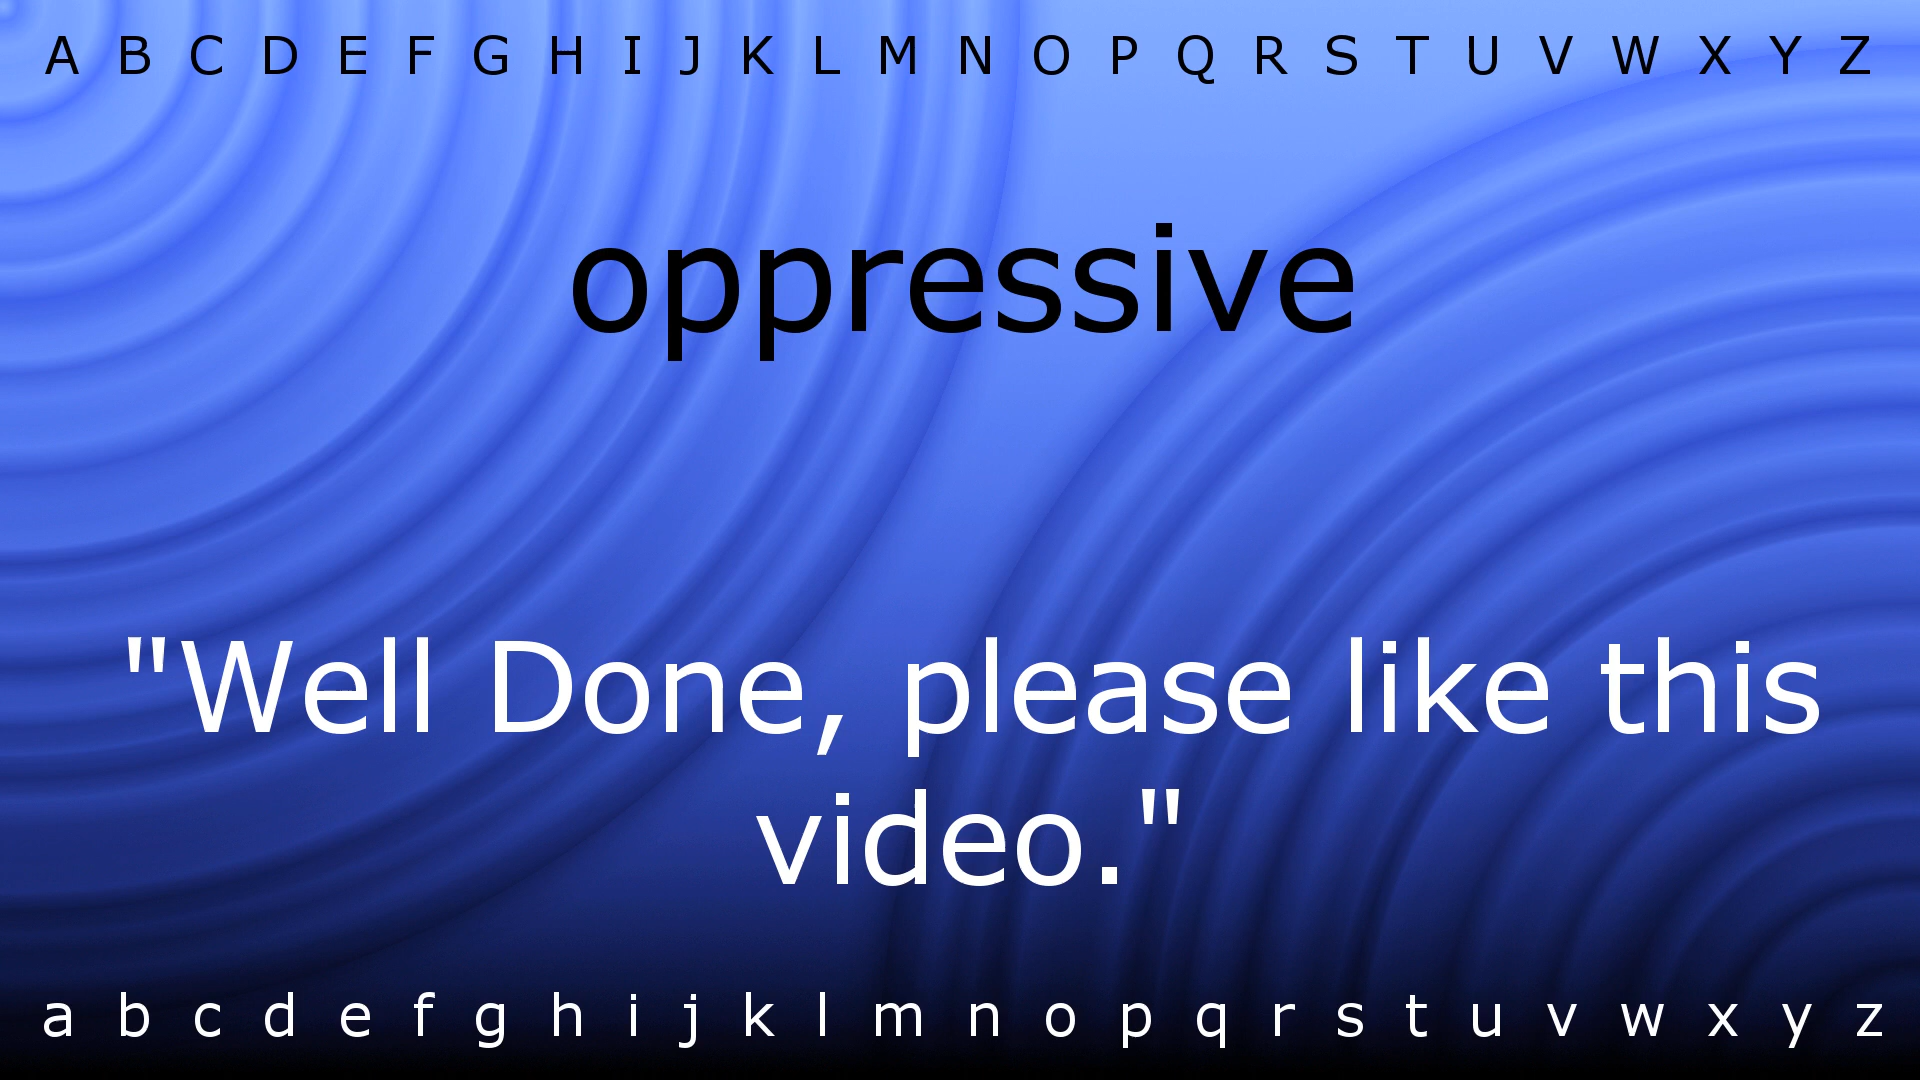 A B C D E F G H I J K L M N O P Q R S T U V W X Y Z
oppressive
"Well Done, please like this
video."
a b c d e f g h i j k l m n o p q r s t u v w x y z